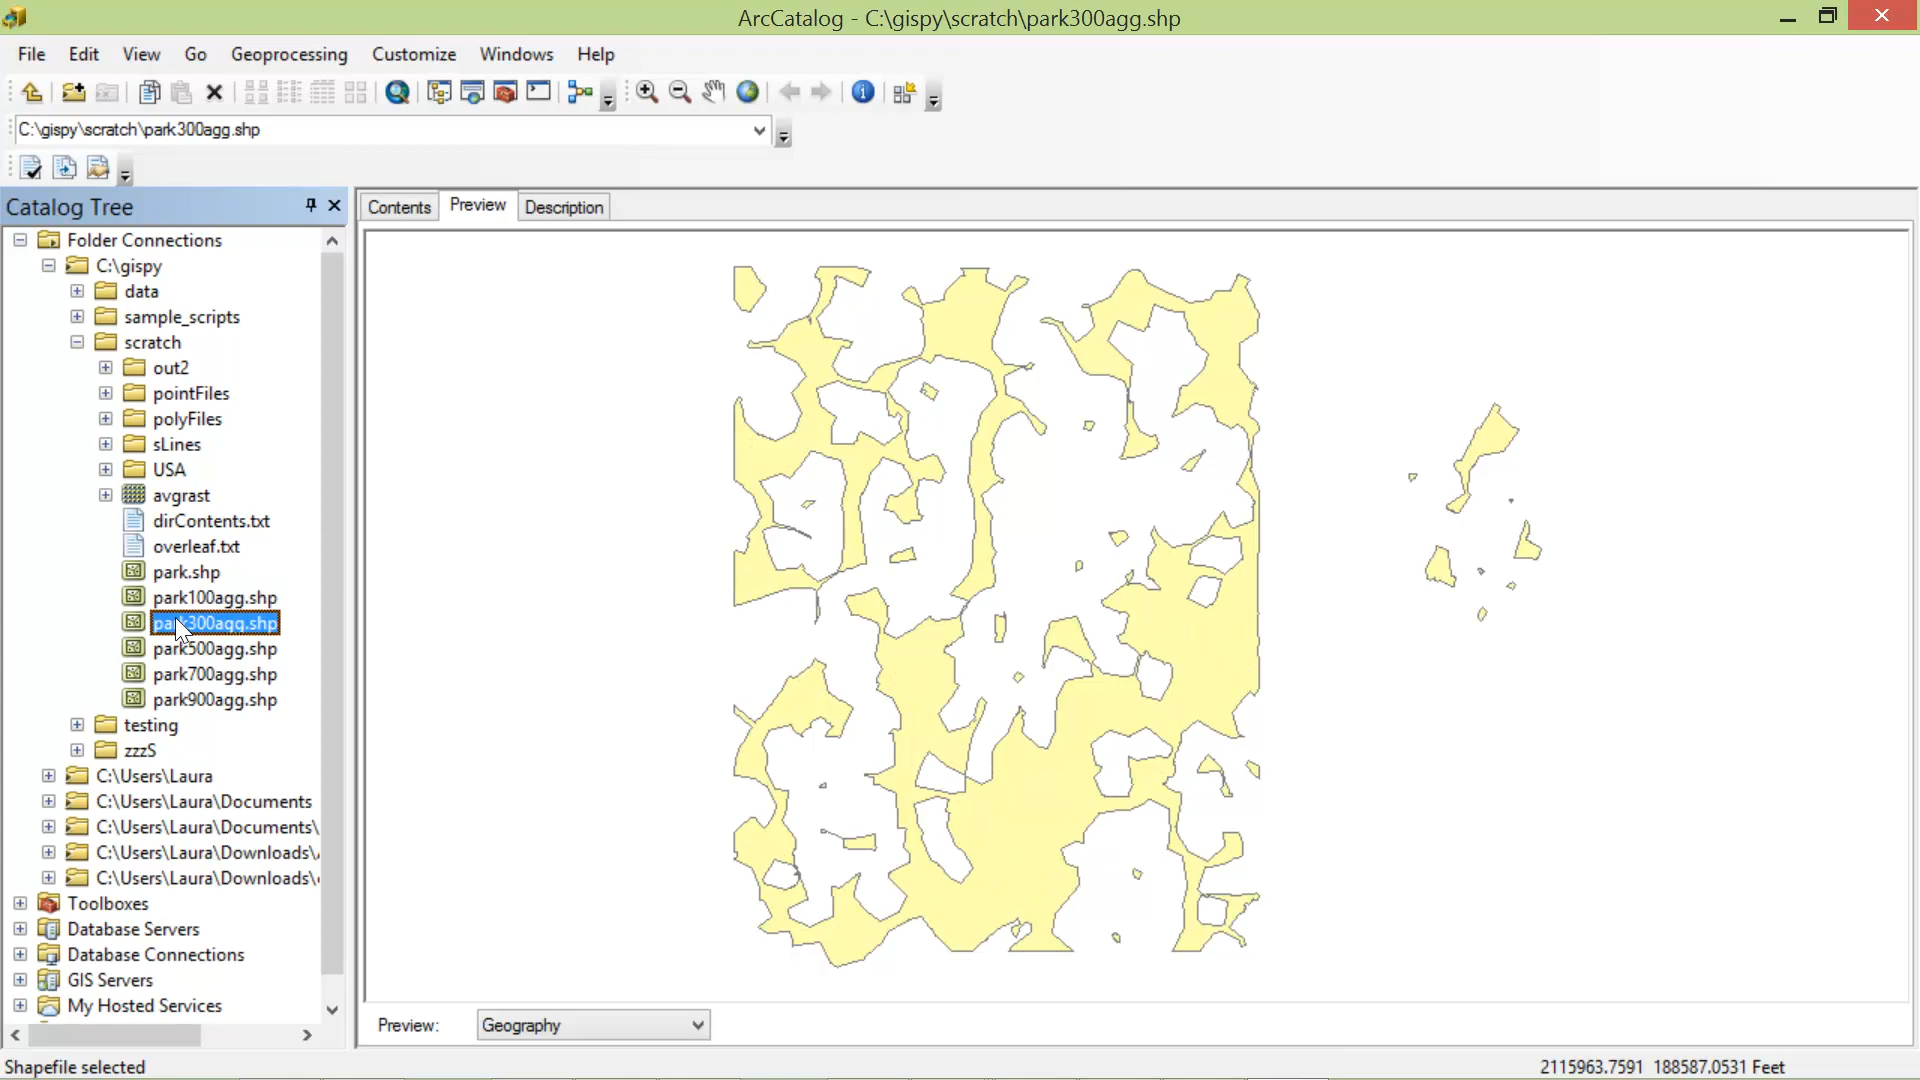 ArcCatalog - C:\gispy\scratch\park300agg.shp
File Edit View Go Geoprocessing Customize Windows Help
C:\gispy\scratch\park300agg.shp
Catalog Tree
Folder Connections
C:\gispy
data
sample_scripts
scratch
out2
pointFiles
polyFiles
sLines
USA
avgrast
dirContents.txt
overleaf.txt
park.shp
park100agg.shp
park300agg.shp
park500agg.shp
park700agg.shp
park900agg.shp
testing
zzzS
C:\Users\Laura
C:\Users\Laura\Documents
C:\Users\Laura\Documents\
C:\Users\Laura\Downloads\
C:\Users\Laura\Downloads\
Toolboxes
Database Servers
Database Connections
GIS Servers
My Hosted Services
Contents Preview Description
Preview: Geography
Shapefile selected
2115963.7591 188587.0531 Feet